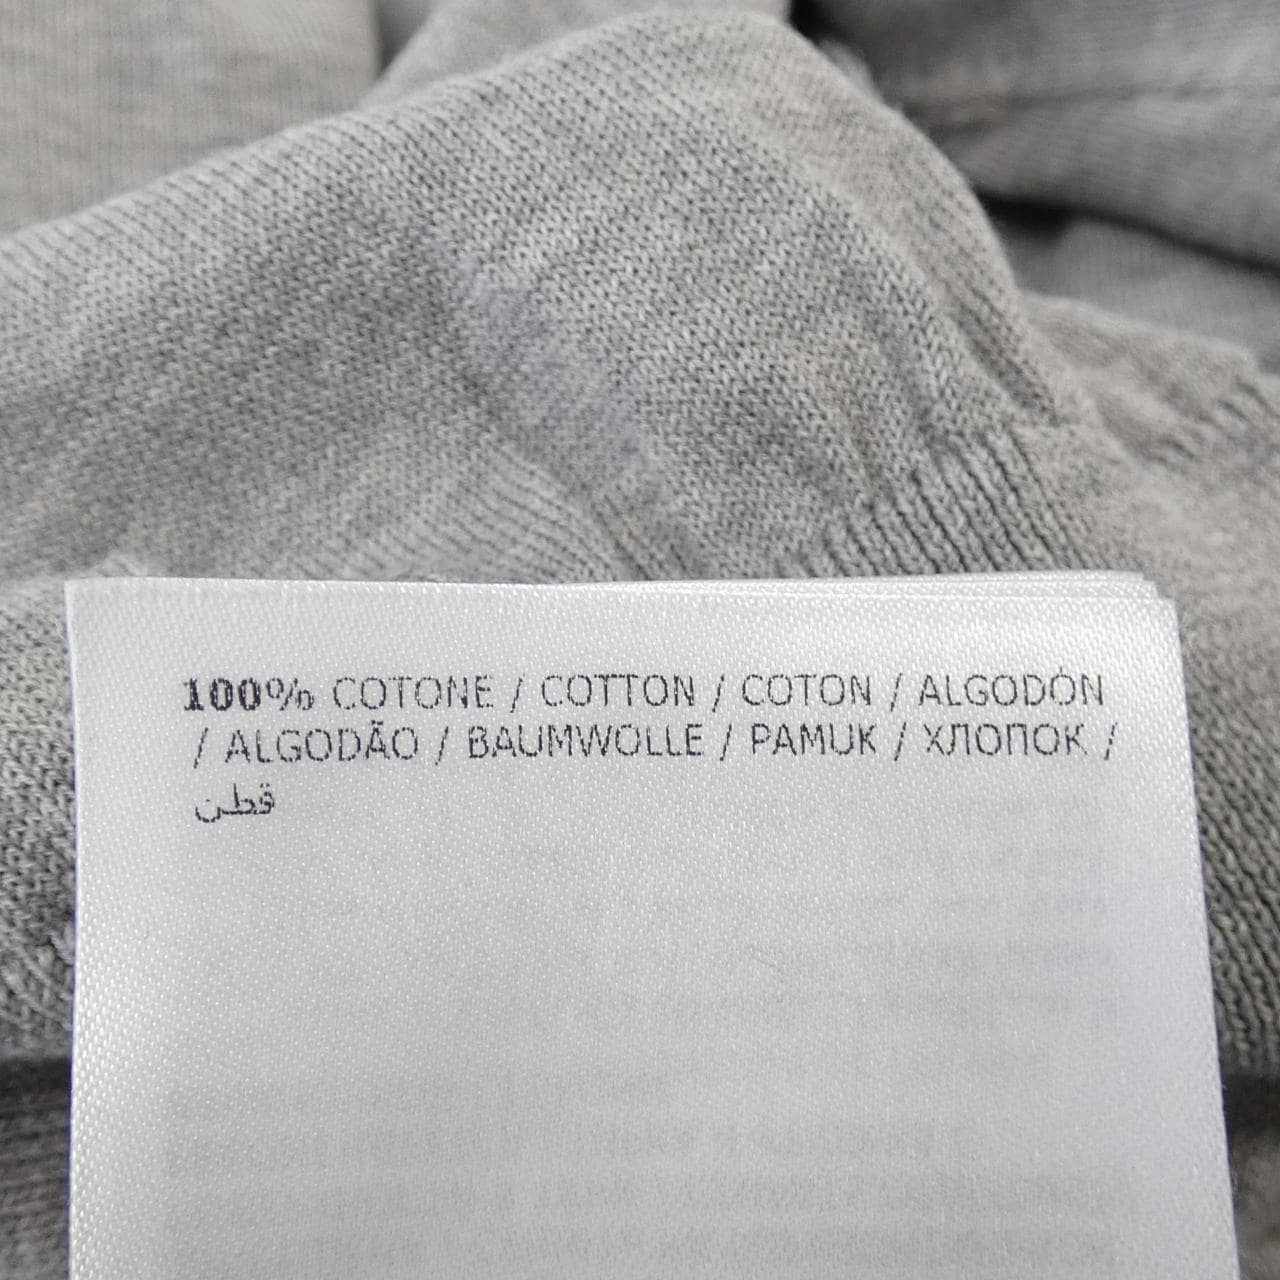 100% COTONE / COTTON / COTON / ALGODÓN
/ ALGODÃO / BAUMWOLLE / PAMUK / ХЛОПОК /
قطن